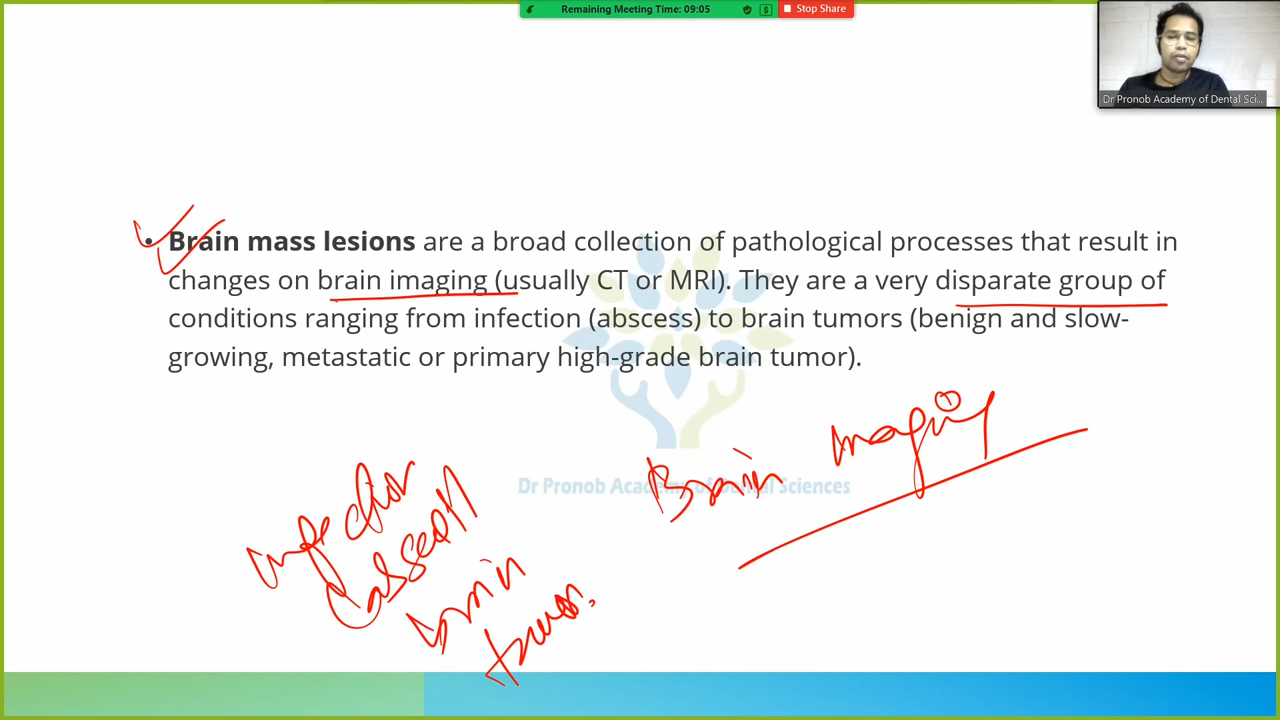 Remaining Meeting Time: 09:05
Stop Share
Dr Pronob Academy of Dental Sci...
• Brain mass lesions are a broad collection of pathological processes that result in
changes on brain imaging (usually CT or MRI). They are a very disparate group of
conditions ranging from infection (abscess) to brain tumors (benign and slow-
growing, metastatic or primary high-grade brain tumor).
Brain Imaging
Dr Pronob Academy of Dental Sciences
infection
brain